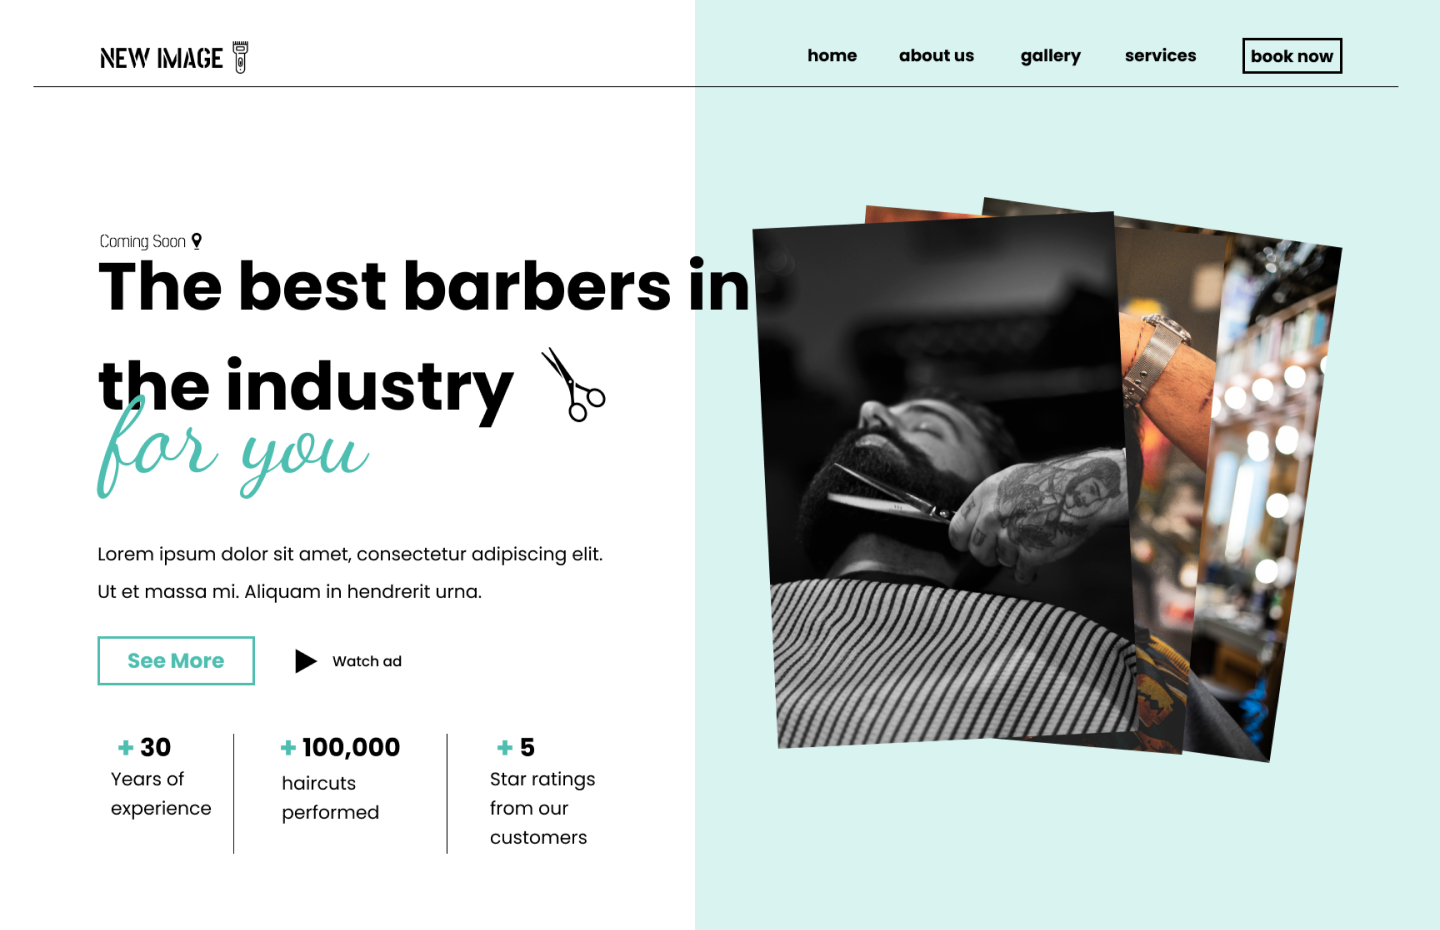 NEW IMAGE
home about us gallery services book now
Coming Soon
The best barbers in
the industry
for you
Lorem ipsum dolor sit amet, consectetur adipiscing elit.
Ut et massa mi. Aliquam in hendrerit urna.
See More
Watch ad
+ 30
Years of
experience
+ 100,000
haircuts
performed
+ 5
Star ratings
from our
customers